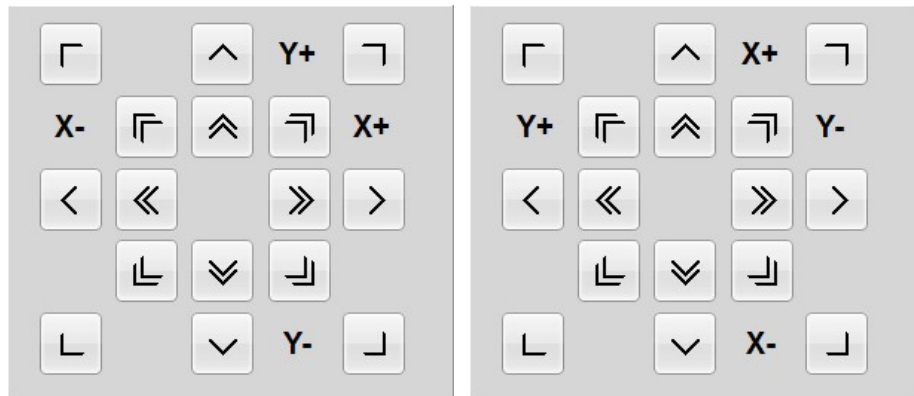 Y+
X- X+
Y-
X+
Y+ Y-
X-